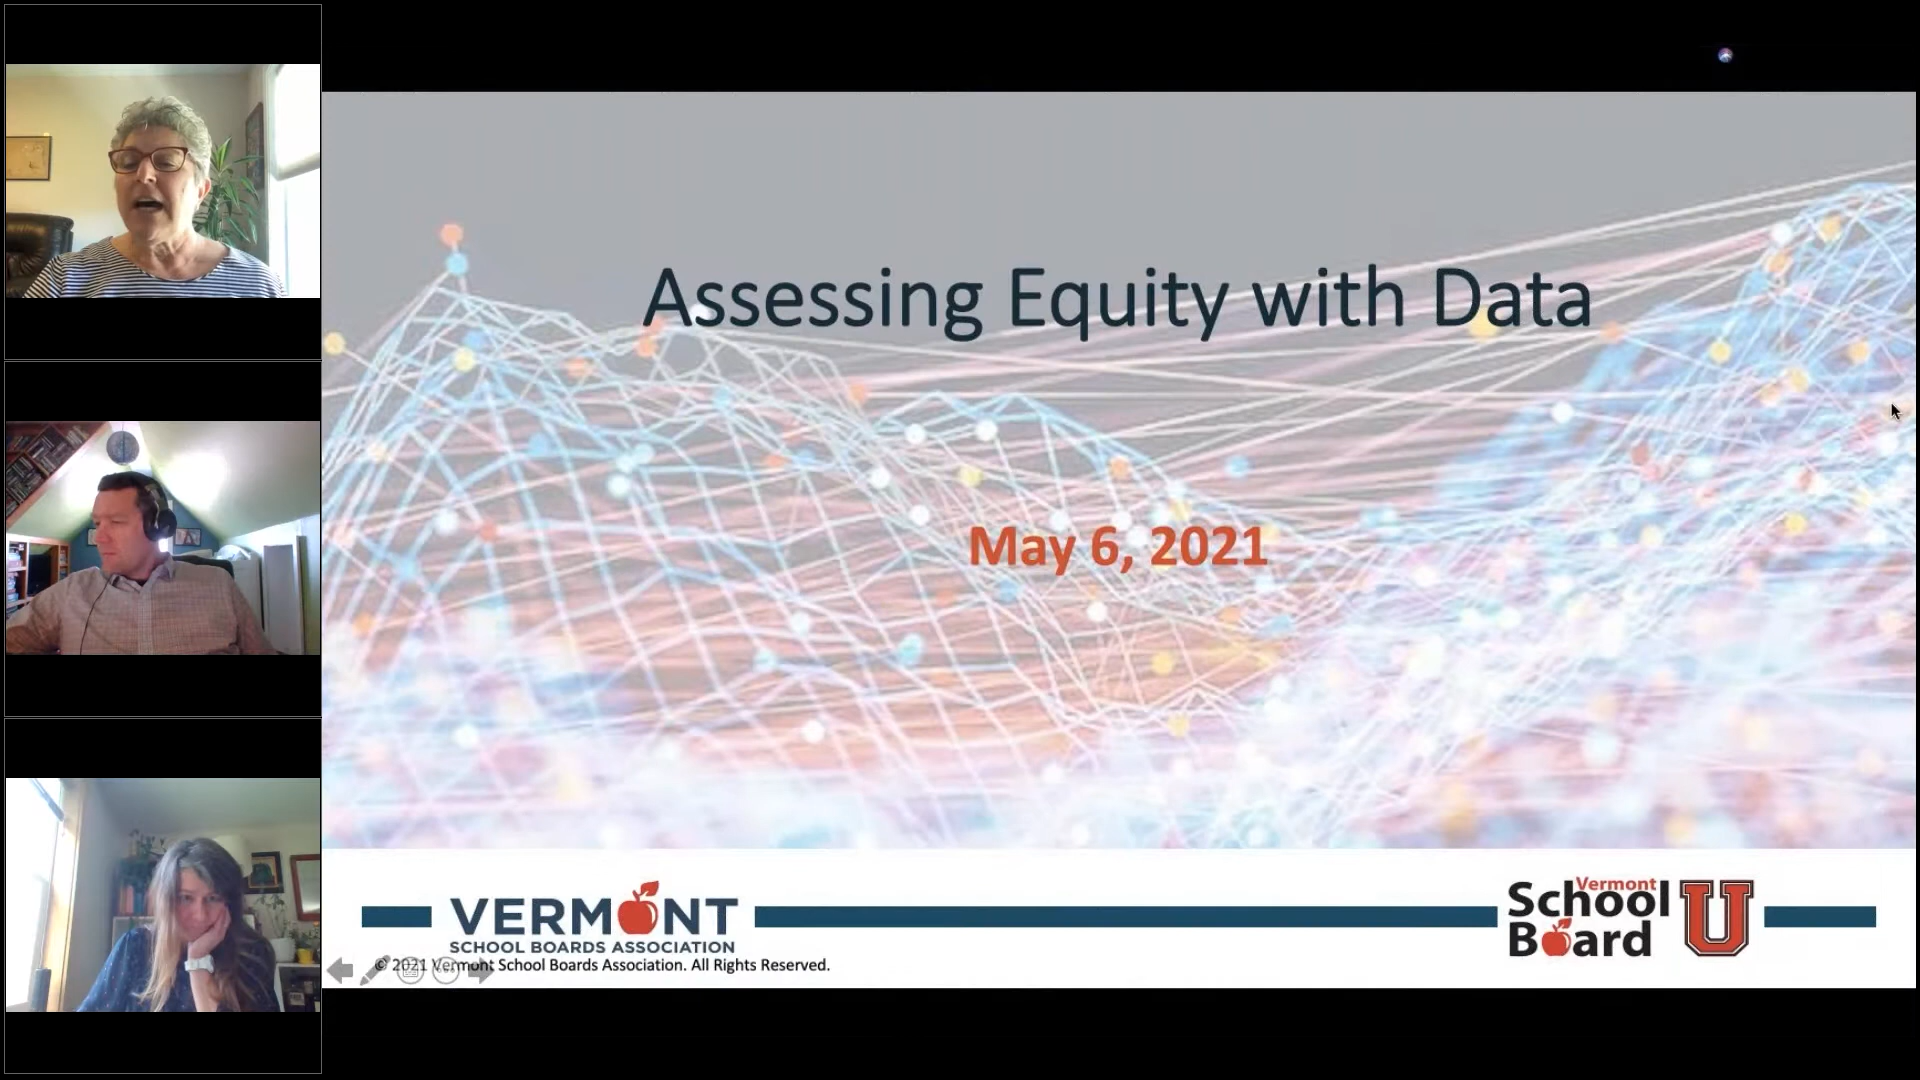 Assessing Equity with Data
May 6, 2021
VERMONT
SCHOOL BOARDS ASSOCIATION
© 2021 Vermont School Boards Association. All Rights Reserved.
Vermont
School
Board
U